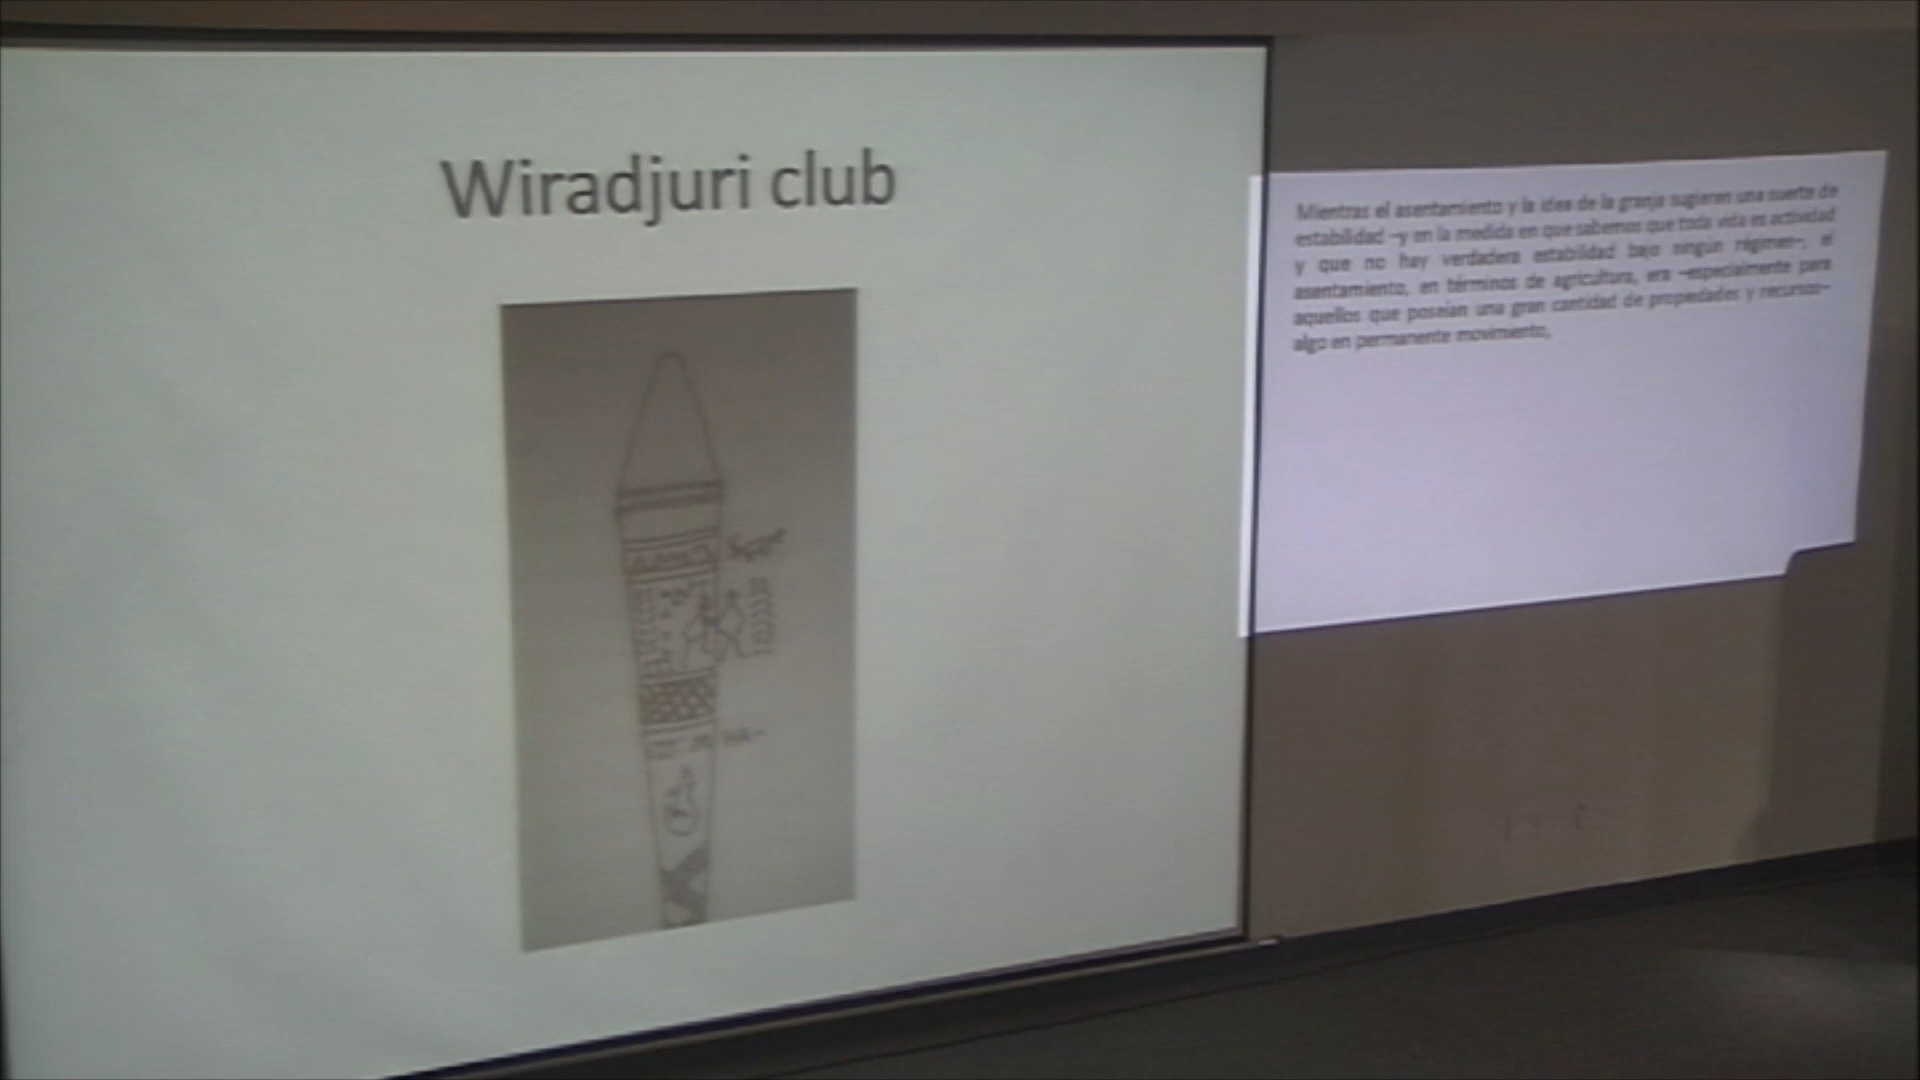 Wiradjuri club
Mientras el asentamiento y la idea de la granja sugieren una suerte de
estabilidad –y en la medida en que sabemos que toda vida es actividad
y que no hay verdadera estabilidad bajo ningún régimen–, el
asentamiento, en términos de agricultura, era –especialmente para
aquellos que poseían una gran cantidad de propiedades y recursos–
algo en permanente movimiento,